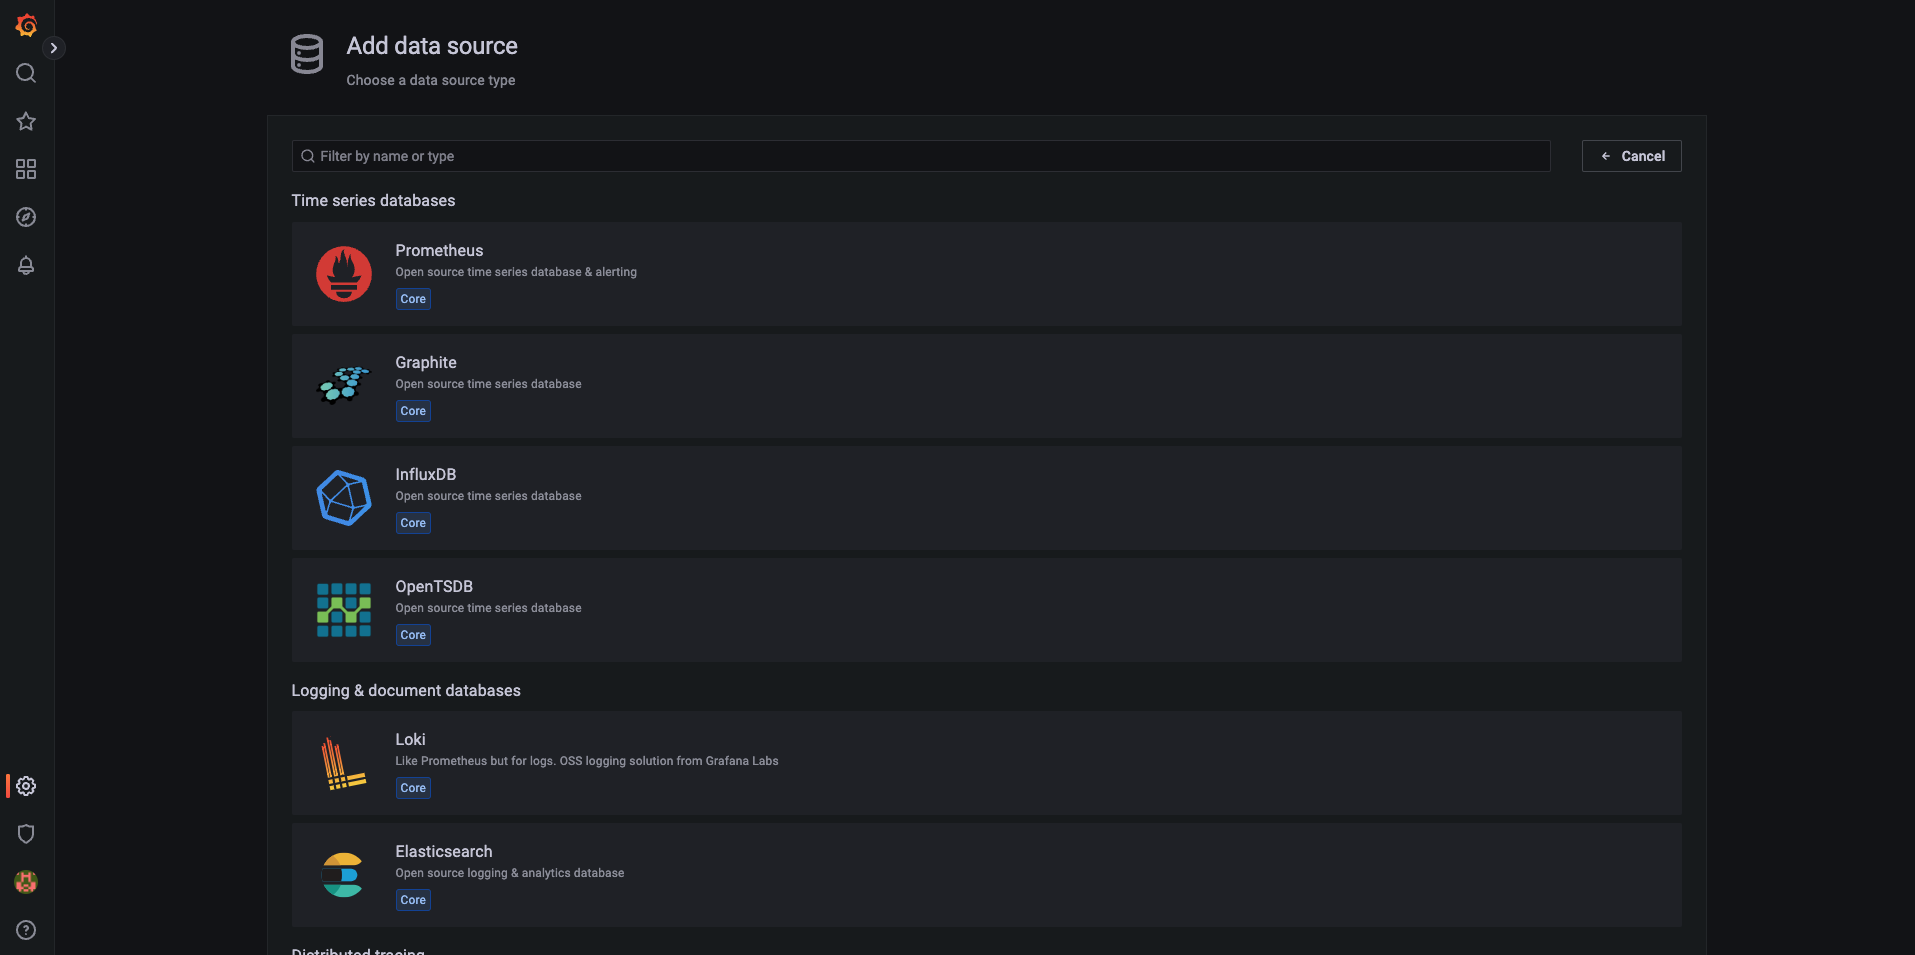 Add data source
Choose a data source type
Filter by name or type
Cancel
Time series databases
Prometheus
Open source time series database & alerting
Core
Graphite
Open source time series database
Core
InfluxDB
Open source time series database
Core
OpenTSDB
Open source time series database
Core
Logging & document databases
Loki
Like Prometheus but for logs. OSS logging solution from Grafana Labs
Core
Elasticsearch
Open source logging & analytics database
Core
Distributed tracing